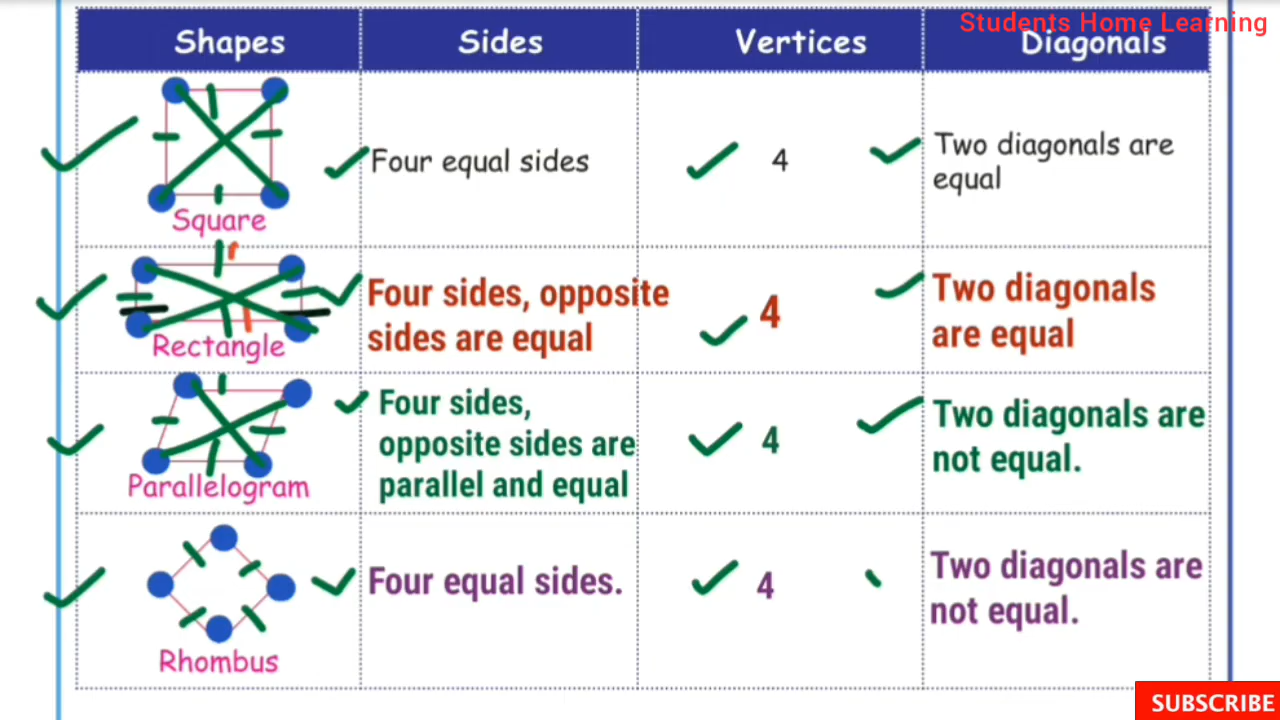 Students Home Learning
Shapes Sides Vertices Diagonals
Four equal sides
4
Two diagonals are
equal
Square
Four sides, opposite
sides are equal
4
Two diagonals
are equal
Rectangle
Four sides,
opposite sides are
parallel and equal
4
Two diagonals are
not equal.
Parallelogram
Four equal sides.
4
Two diagonals are
not equal.
Rhombus
SUBSCRIBE